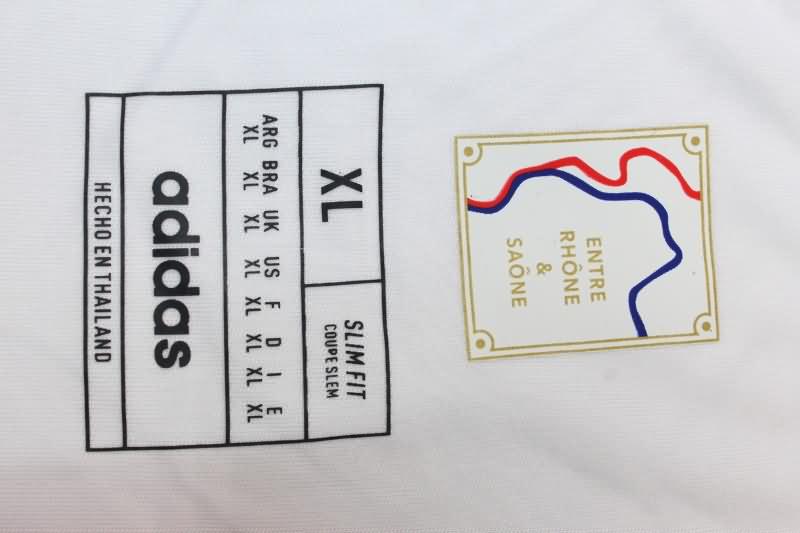 XL
SLIM FIT
COUPE SLEM
ARG BRA UK US F D I E
XL XL XL XL XL XL XL XL
adidas
HECHO EN THAILAND
ENTRE
RHÔNE
&
SAÔNE